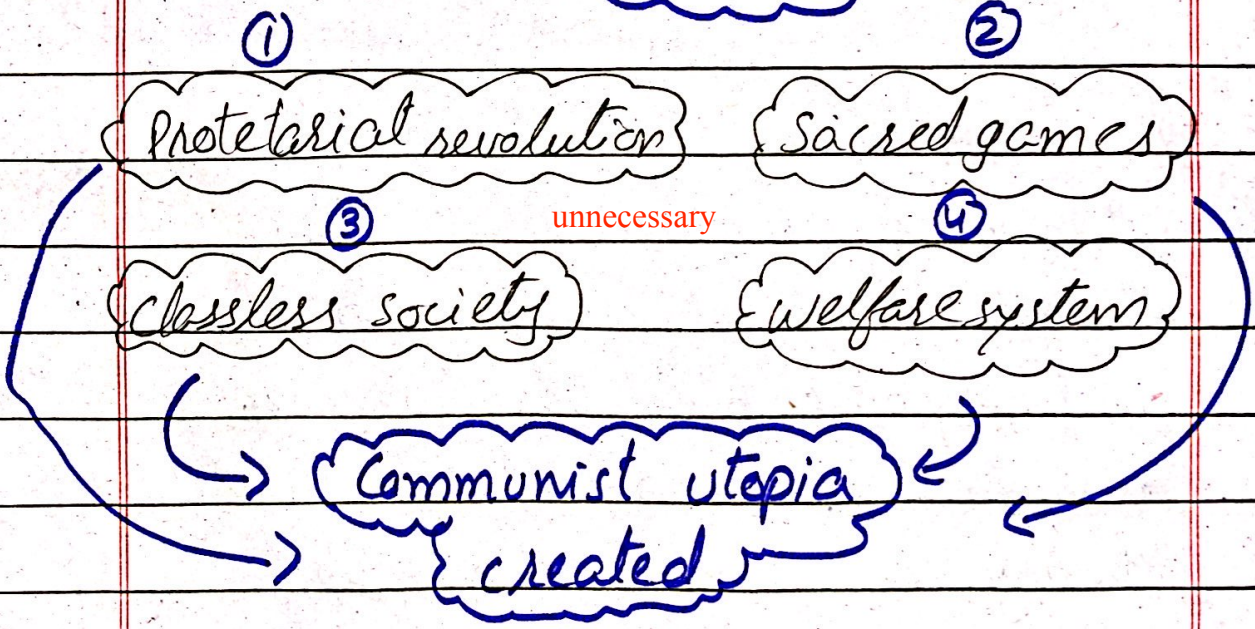 ① ②
Protetarial revolution Sacred games
unnecessary
③ ④
Classless society welfare system
Communist utopia
created